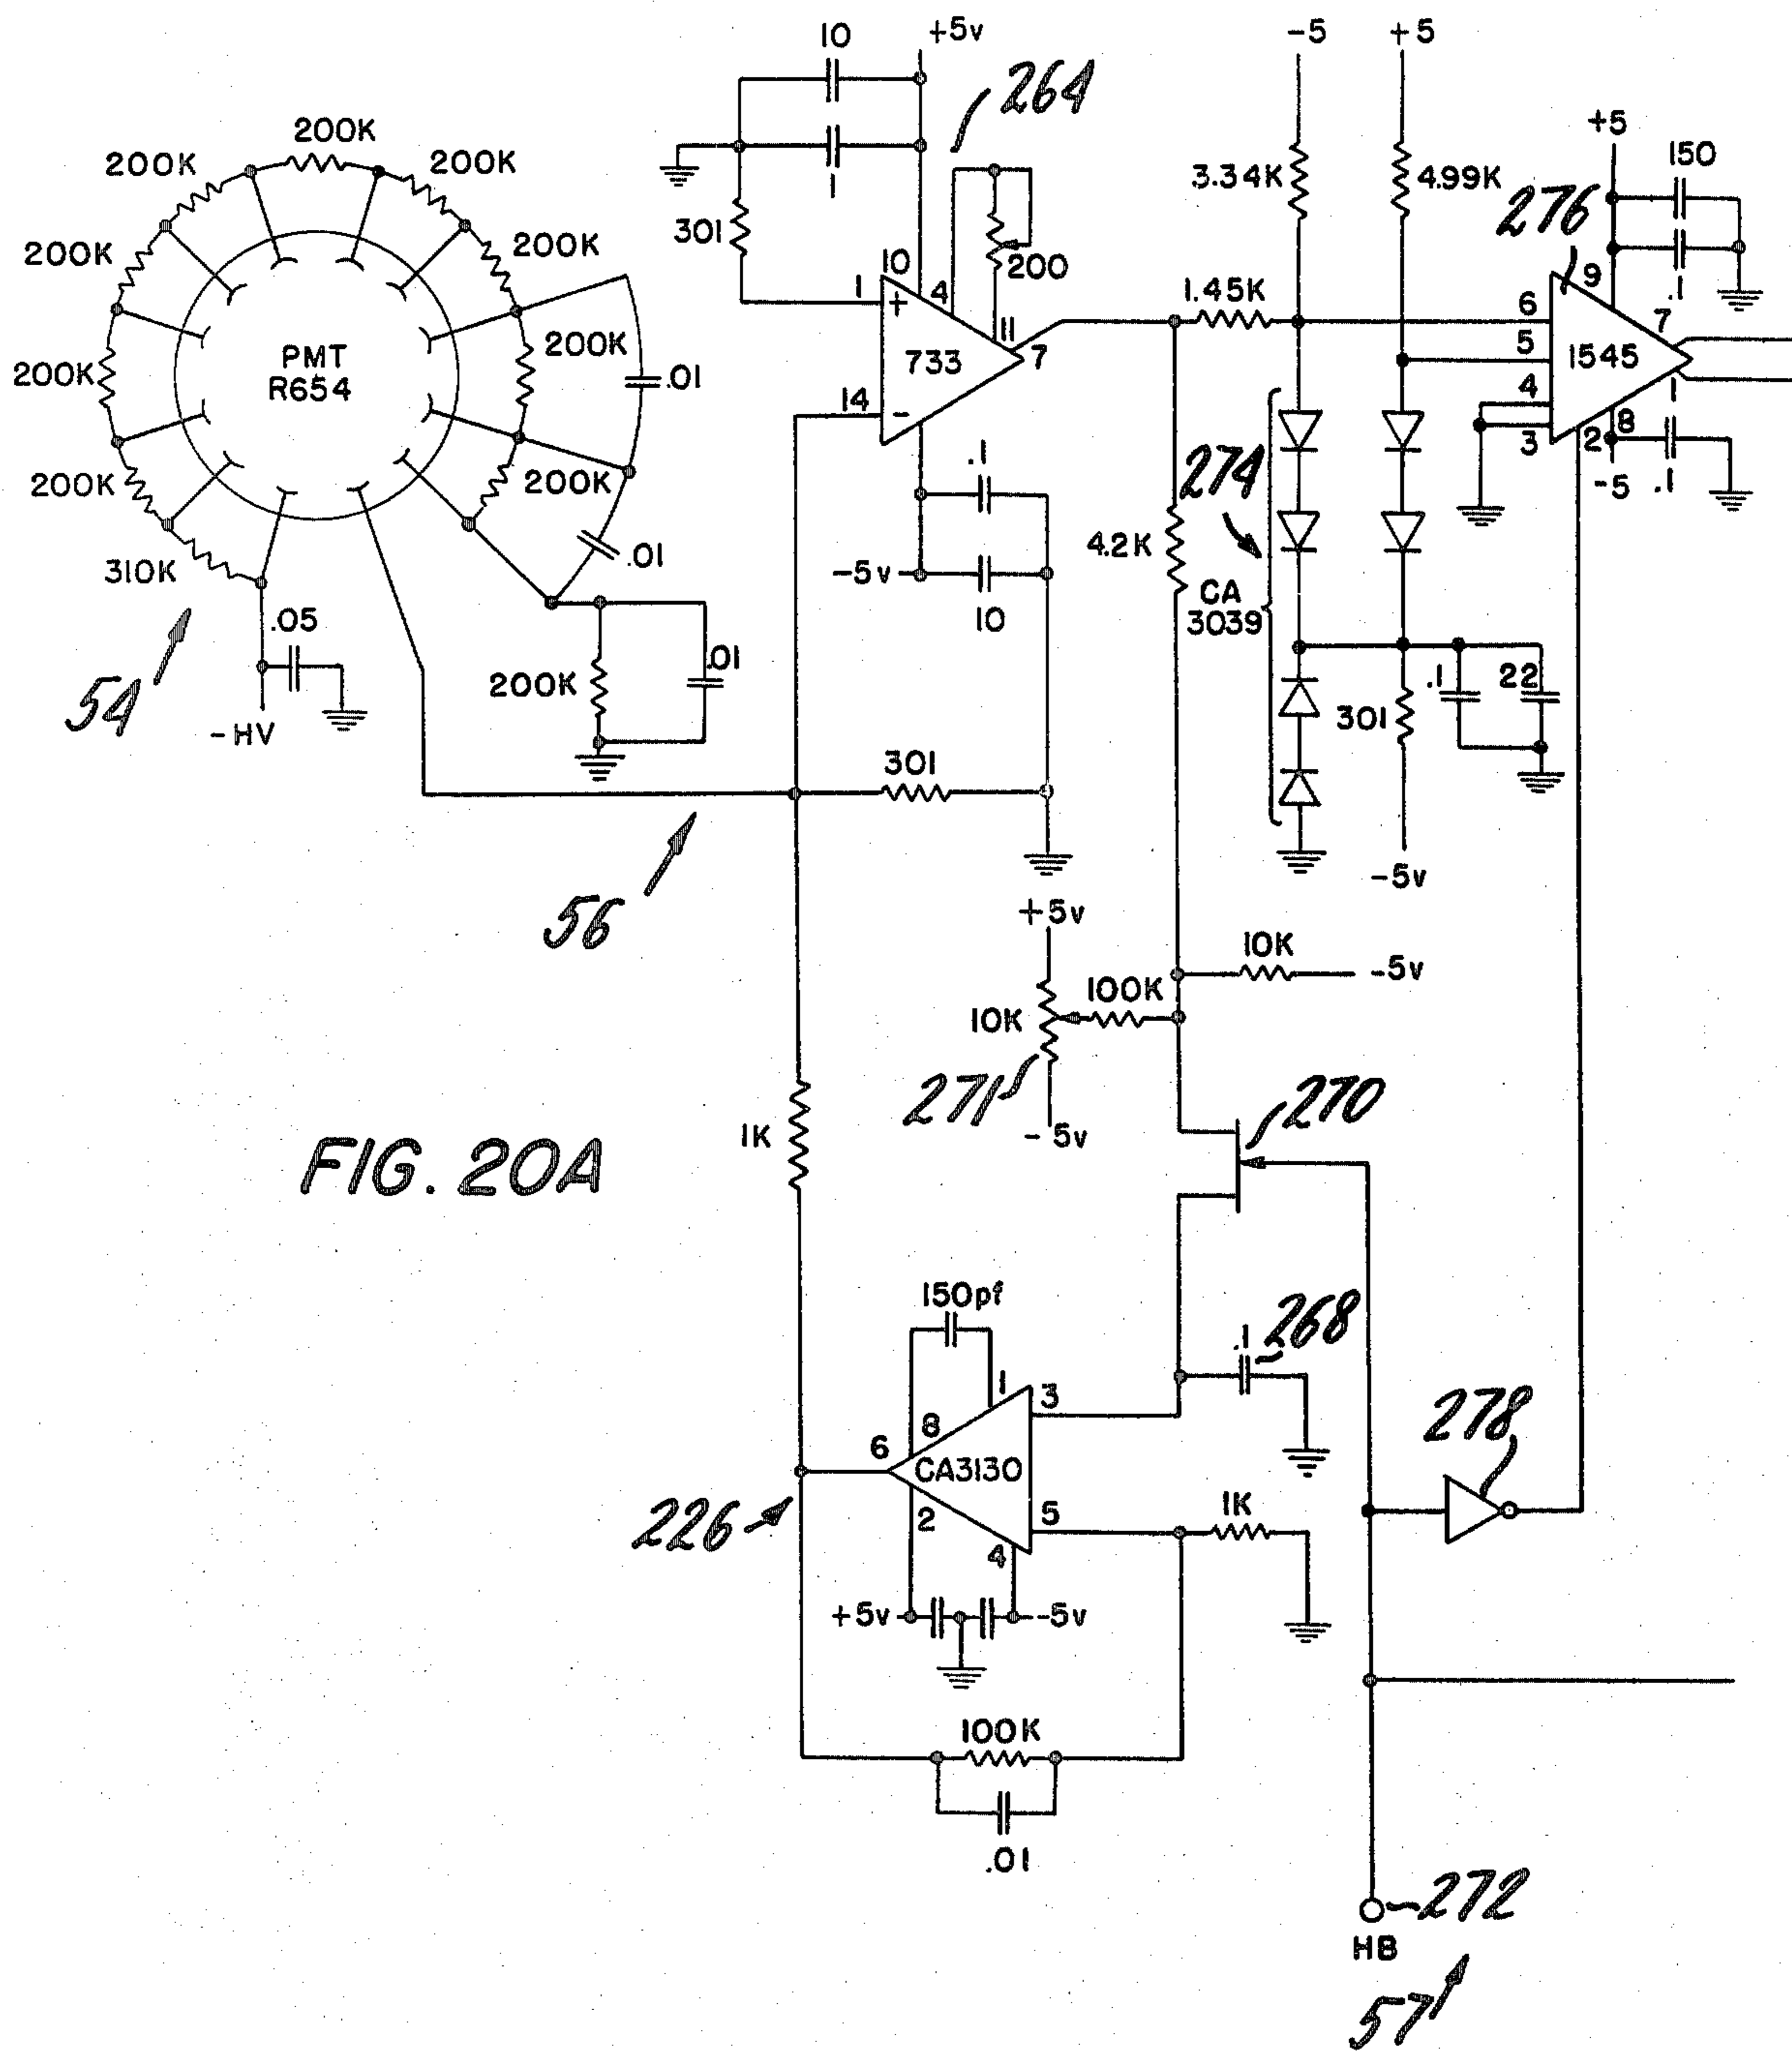 10
+5v
-5
+5
264
200K
200K
200K
1
+5
150
3.34K
4.99K
276
200K
200K
301
10
4
200
9
.1
1
+
1.45K
6
7
PMT
R654
200K
.01
11
733
7
5
1545
200K
14
-
4
1
3
2
8
200K
200K
.1
274
-5
.1
310K
.01
-5v
4.2K
10
CA
3039
.05
54
200K
.01
.1
22
301
-HV
301
56
-5v
+5v
10K
-5v
100K
10K
271
270
-5v
1K
FIG. 20A
150pf
.1
268
1
3
8
6
CA3130
278
226
2
5
1K
4
+5v
-5v
100K
.01
272
HB
57